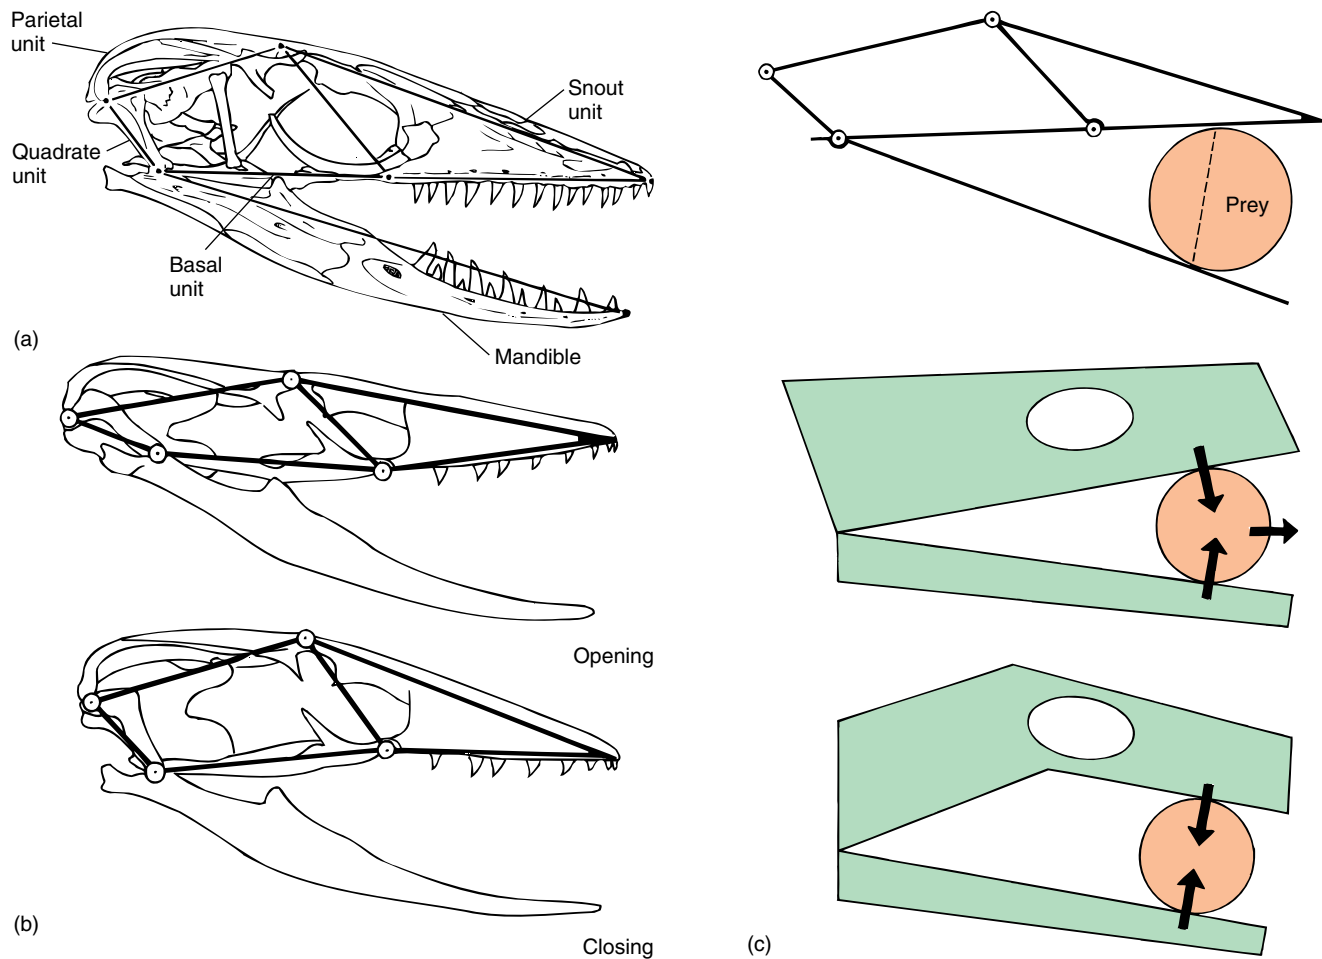 Parietal
unit
Snout
unit
Quadrate
unit
Basal
unit
Mandible
(a)
Prey
Opening
(b)
Closing
(c)